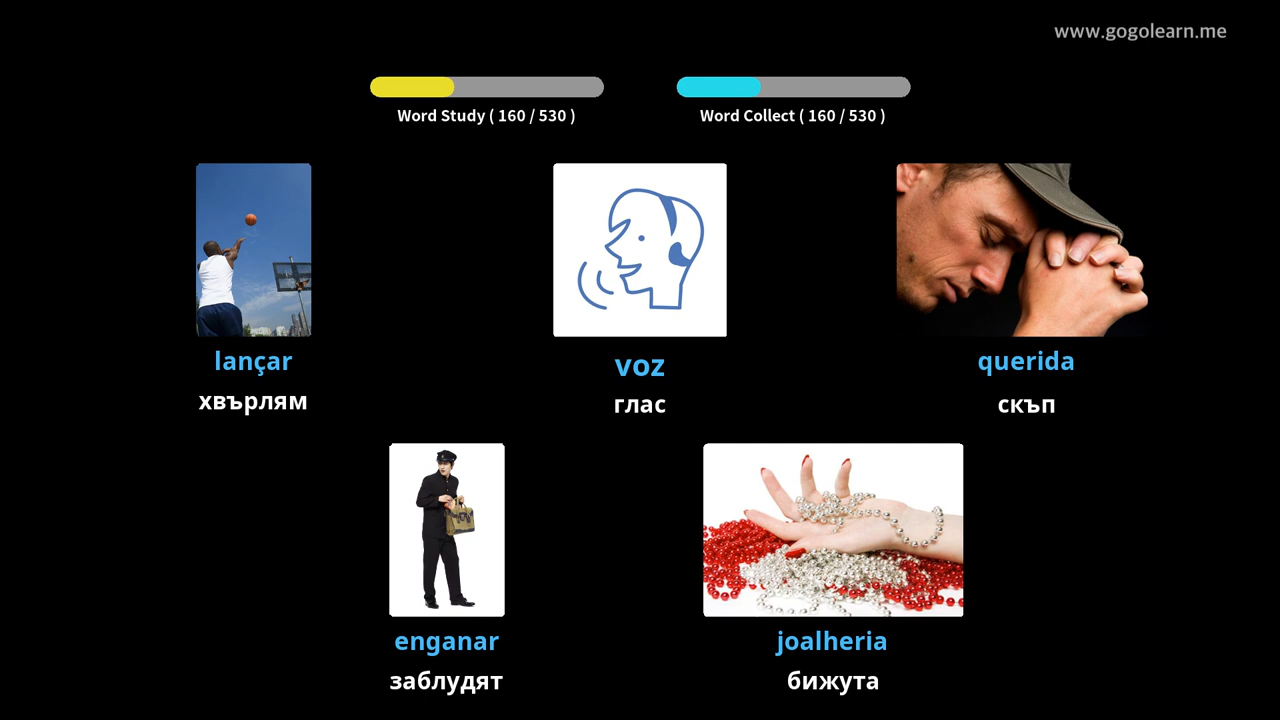 www.gogolearn.me
Word Study ( 160 / 530 )
Word Collect ( 160 / 530 )
lançar
хвърлям
voz
глас
querida
скъп
enganar
заблудят
joalheria
бижута